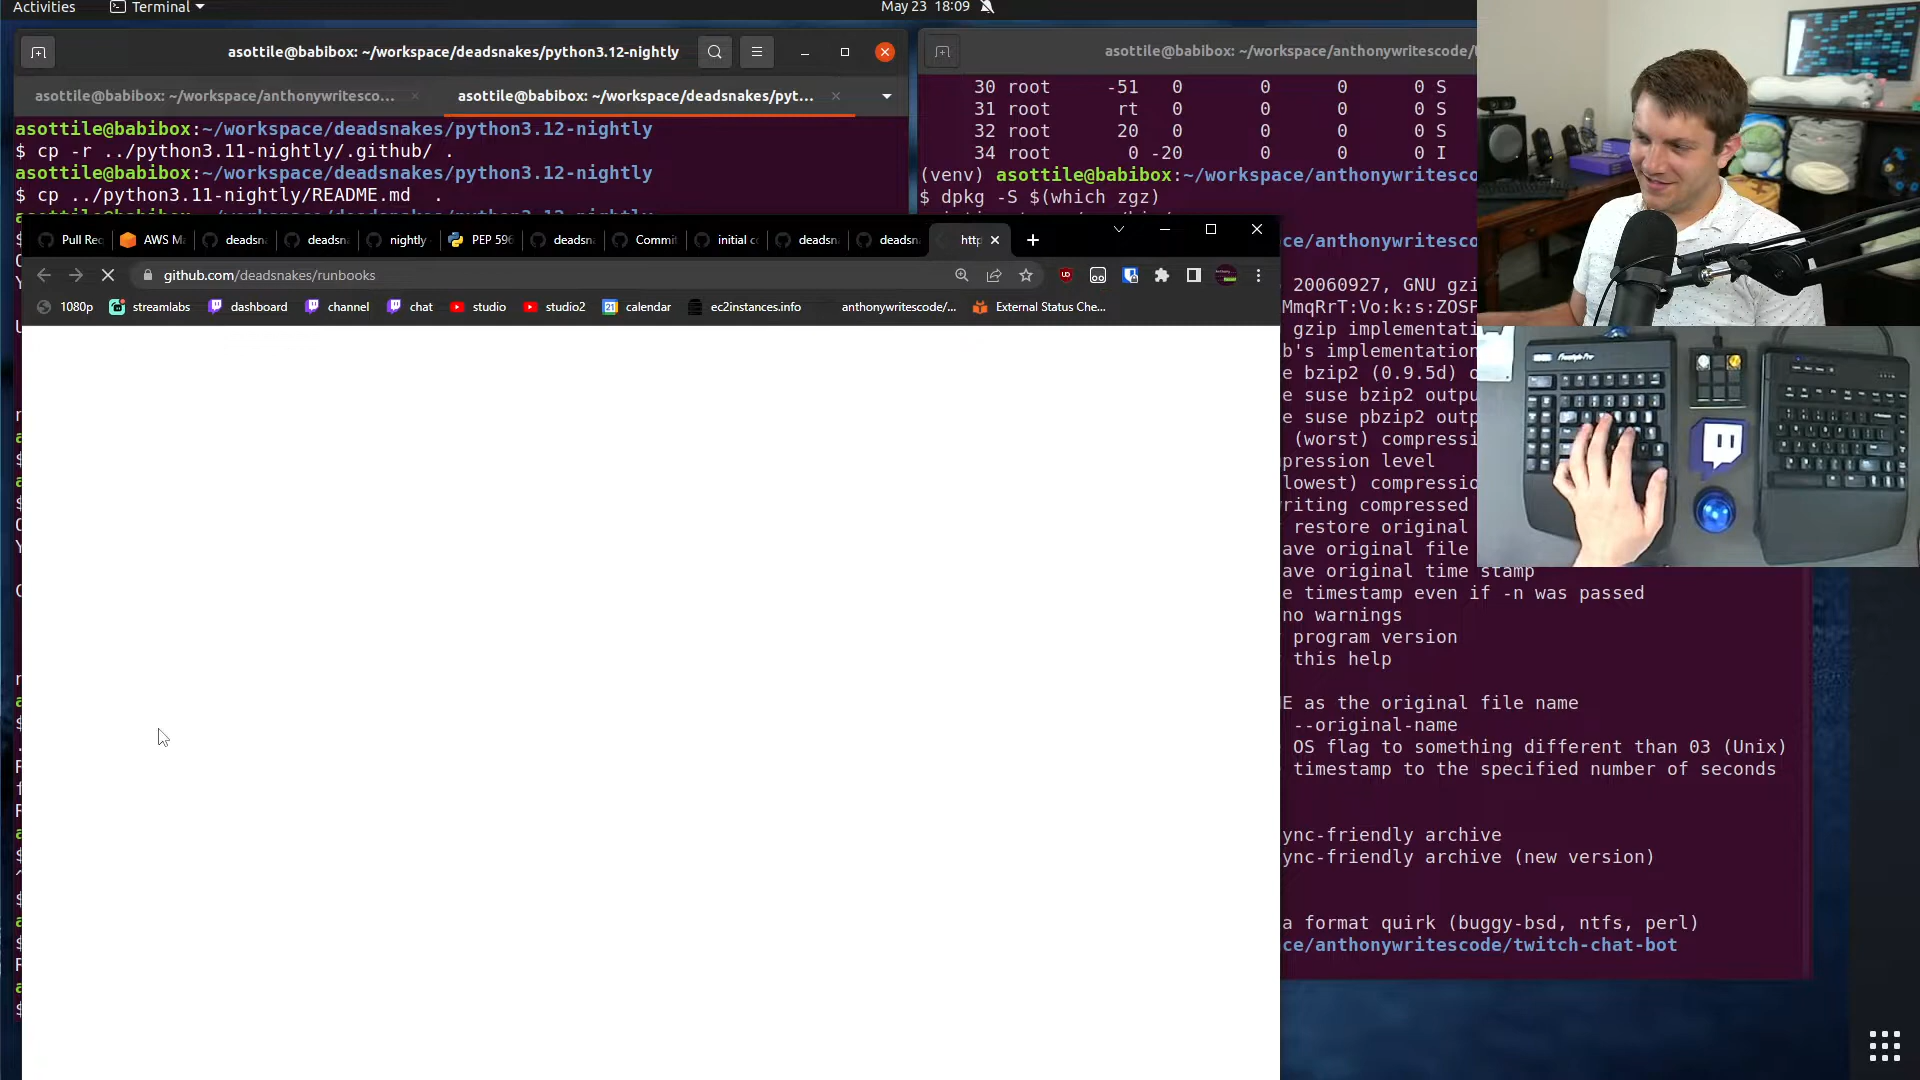 Activities
Terminal
May 23 18:09
asottile@babibox: ~/workspace/deadsnakes/python3.12-nightly
asottile@babibox: ~/workspace/anthonywritesco...
asottile@babibox: ~/workspace/deadsnakes/pyt...
asottile@babibox:~/workspace/deadsnakes/python3.12-nightly
$ cp -r ../python3.11-nightly/.github/ .
asottile@babibox:~/workspace/deadsnakes/python3.12-nightly
$ cp ../python3.11-nightly/README.md .
asottile@babibox: ~/workspace/anthonywritescode/
30 root -51 0 0 0 S
31 root rt 0 0 0 S
32 root 20 0 0 0 S
34 root 0 -20 0 0 I
(venv) asottile@babibox:~/workspace/anthonywritesco
$ dpkg -S $(which zgz)
Pull Req
AWS M
deadsn
deadsn
nightly
PEP 596
deadsn
Commit
initial co
deadsn
deadsn
http
github.com/deadsnakes/runbooks
1080p
streamlabs
dashboard
channel
chat
studio
studio2
calendar
ec2instances.info
anthonywritescode/...
External Status Che...
ce/anthonywritesco
20060927, GNU gzi
MmqRrT:Vo:k:s:ZOSP
gzip implementati
b's implementation
e bzip2 (0.9.5d) o
e suse bzip2 outpu
e suse pbzip2 outp
(worst) compressi
pression level
lowest) compressio
riting compressed
restore original
ave original file
ave original time stamp
e timestamp even if -n was passed
no warnings
program version
this help
E as the original file name
--original-name
OS flag to something different than 03 (Unix)
timestamp to the specified number of seconds
ync-friendly archive
ync-friendly archive (new version)
a format quirk (buggy-bsd, ntfs, perl)
ce/anthonywritescode/twitch-chat-bot